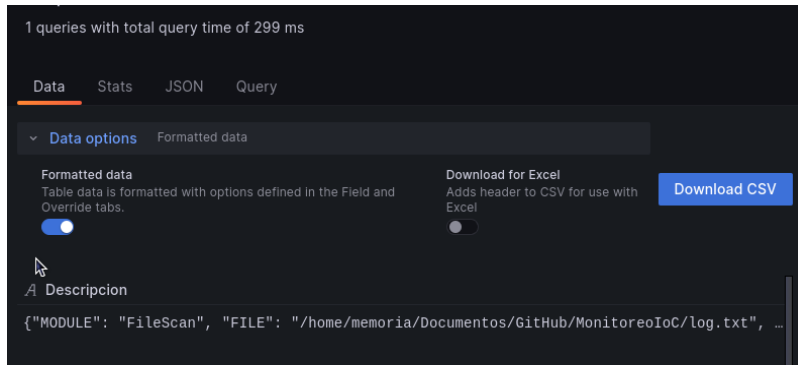 1 queries with total query time of 299 ms
Data Stats JSON Query
Data options Formatted data
Formatted data
Table data is formatted with options defined in the Field and
Override tabs.
Download for Excel
Adds header to CSV for use with
Excel
Download CSV
Descripcion
{"MODULE": "FileScan", "FILE": "/home/memoria/Documentos/GitHub/MonitoreoIoC/log.txt", …